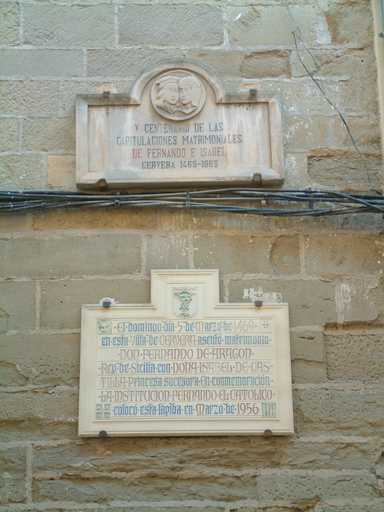 V CENTENARIO DE LAS
CAPITULACIONES MATRIMONIALES
DE FERNANDO E ISABEL
CERVERA 1469-1969
EL DOMINGO DIA 5 DE MARZO DE 1469
en esta VILLA DE CERVERA asentó matrimonio
DON FERNANDO DE ARAGON
Rey DE Sicilia con DOÑA ISABEL DE CAS-
TILLA princesa sucesora En conmemoración
LA INSTITUCION FERNANDO EL CATOLICO
colocó esta lápida en MARZO DE 1956